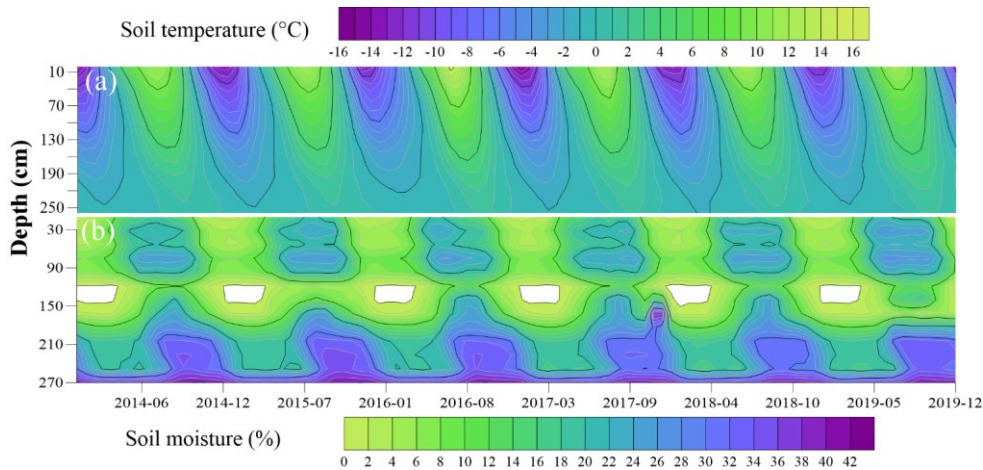 Soil temperature (°C)
-16 -14 -12 -10 -8 -6 -4 -2 0 2 4 6 8 10 12 14 16
(a)
10
70
130
190
250
Depth (cm)
(b)
30
90
150
210
270
2014-06 2014-12 2015-07 2016-01 2016-08 2017-03 2017-09 2018-04 2018-10 2019-05 2019-12
Soil moisture (%)
0 2 4 6 8 10 12 14 16 18 20 22 24 26 28 30 32 34 36 38 40 42